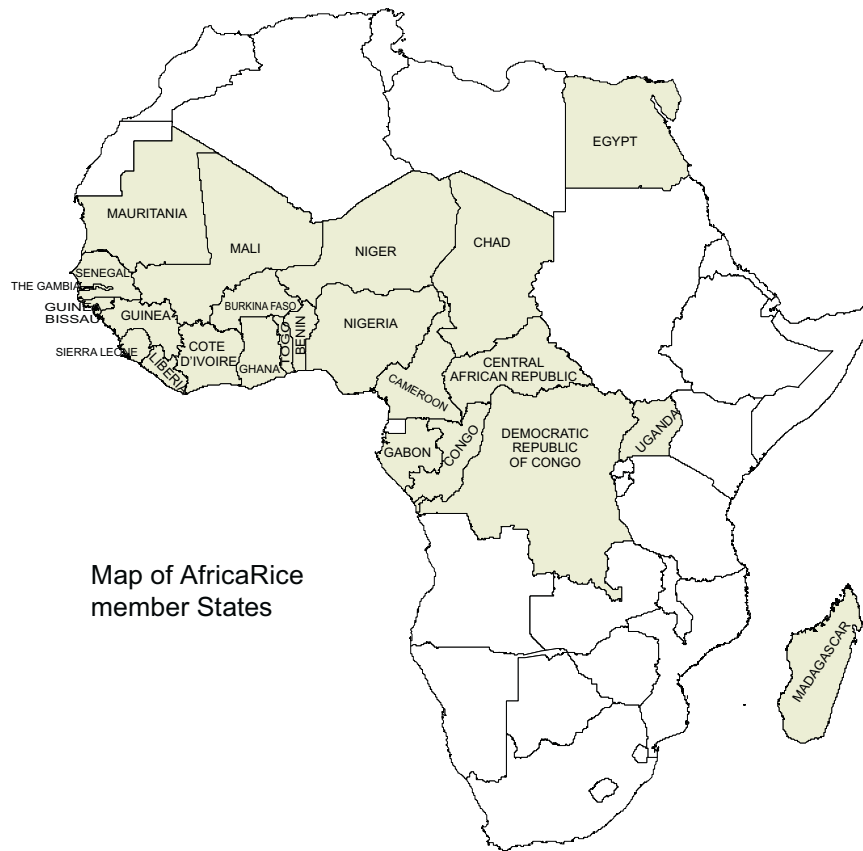 EGYPT
MAURITANIA
MALI
NIGER
CHAD
SENEGAL
THE GAMBIA
GUINEA
BISSAU
GUINEA
BURKINA FASO
NIGERIA
SIERRA LEONE
LIBERI
COTE
D'IVOIRE
GHANA
TOGO
BENIN
CENTRAL
AFRICAN REPUBLIC
CAMEROON
GABON
CONGO
DEMOCRATIC
REPUBLIC
OF CONGO
UGANDA
Map of AfricaRice
member States
MADAGASCAR